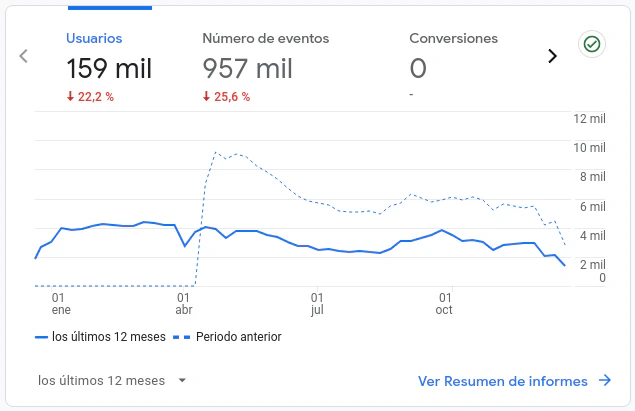 Usuarios
159 mil
↓ 22,2 %
Número de eventos
957 mil
↓ 25,6 %
Conversiones
0
-
12 mil
10 mil
8 mil
6 mil
4 mil
2 mil
0
01
ene
01
abr
01
jul
01
oct
los últimos 12 meses
Periodo anterior
los últimos 12 meses
Ver Resumen de informes